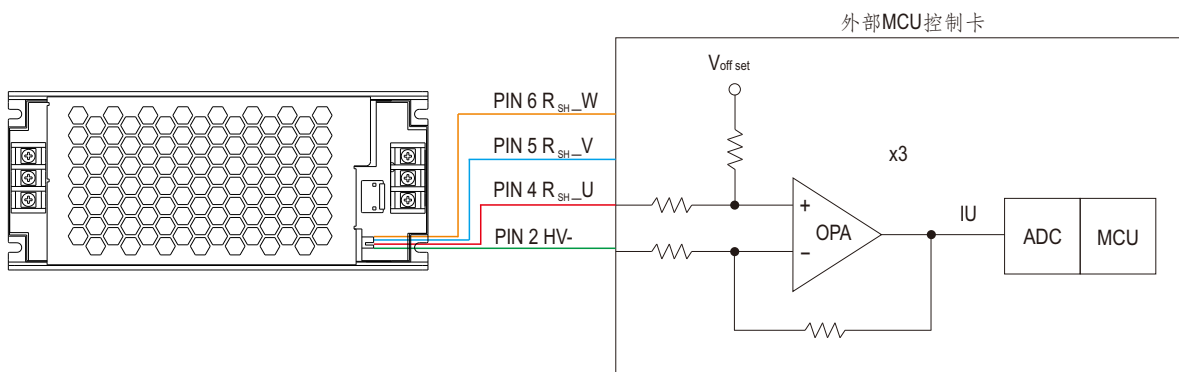 外部MCU控制卡
Voff set
PIN 6 RSH_W
PIN 5 RSH_V
x3
PIN 4 RSH_U
+
IU
PIN 2 HV-
OPA
ADC
MCU
−